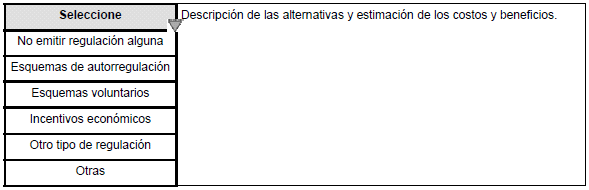 Seleccione
Descripción de las alternativas y estimación de los costos y beneficios.
No emitir regulación alguna
Esquemas de autorregulación
Esquemas voluntarios
Incentivos económicos
Otro tipo de regulación
Otras